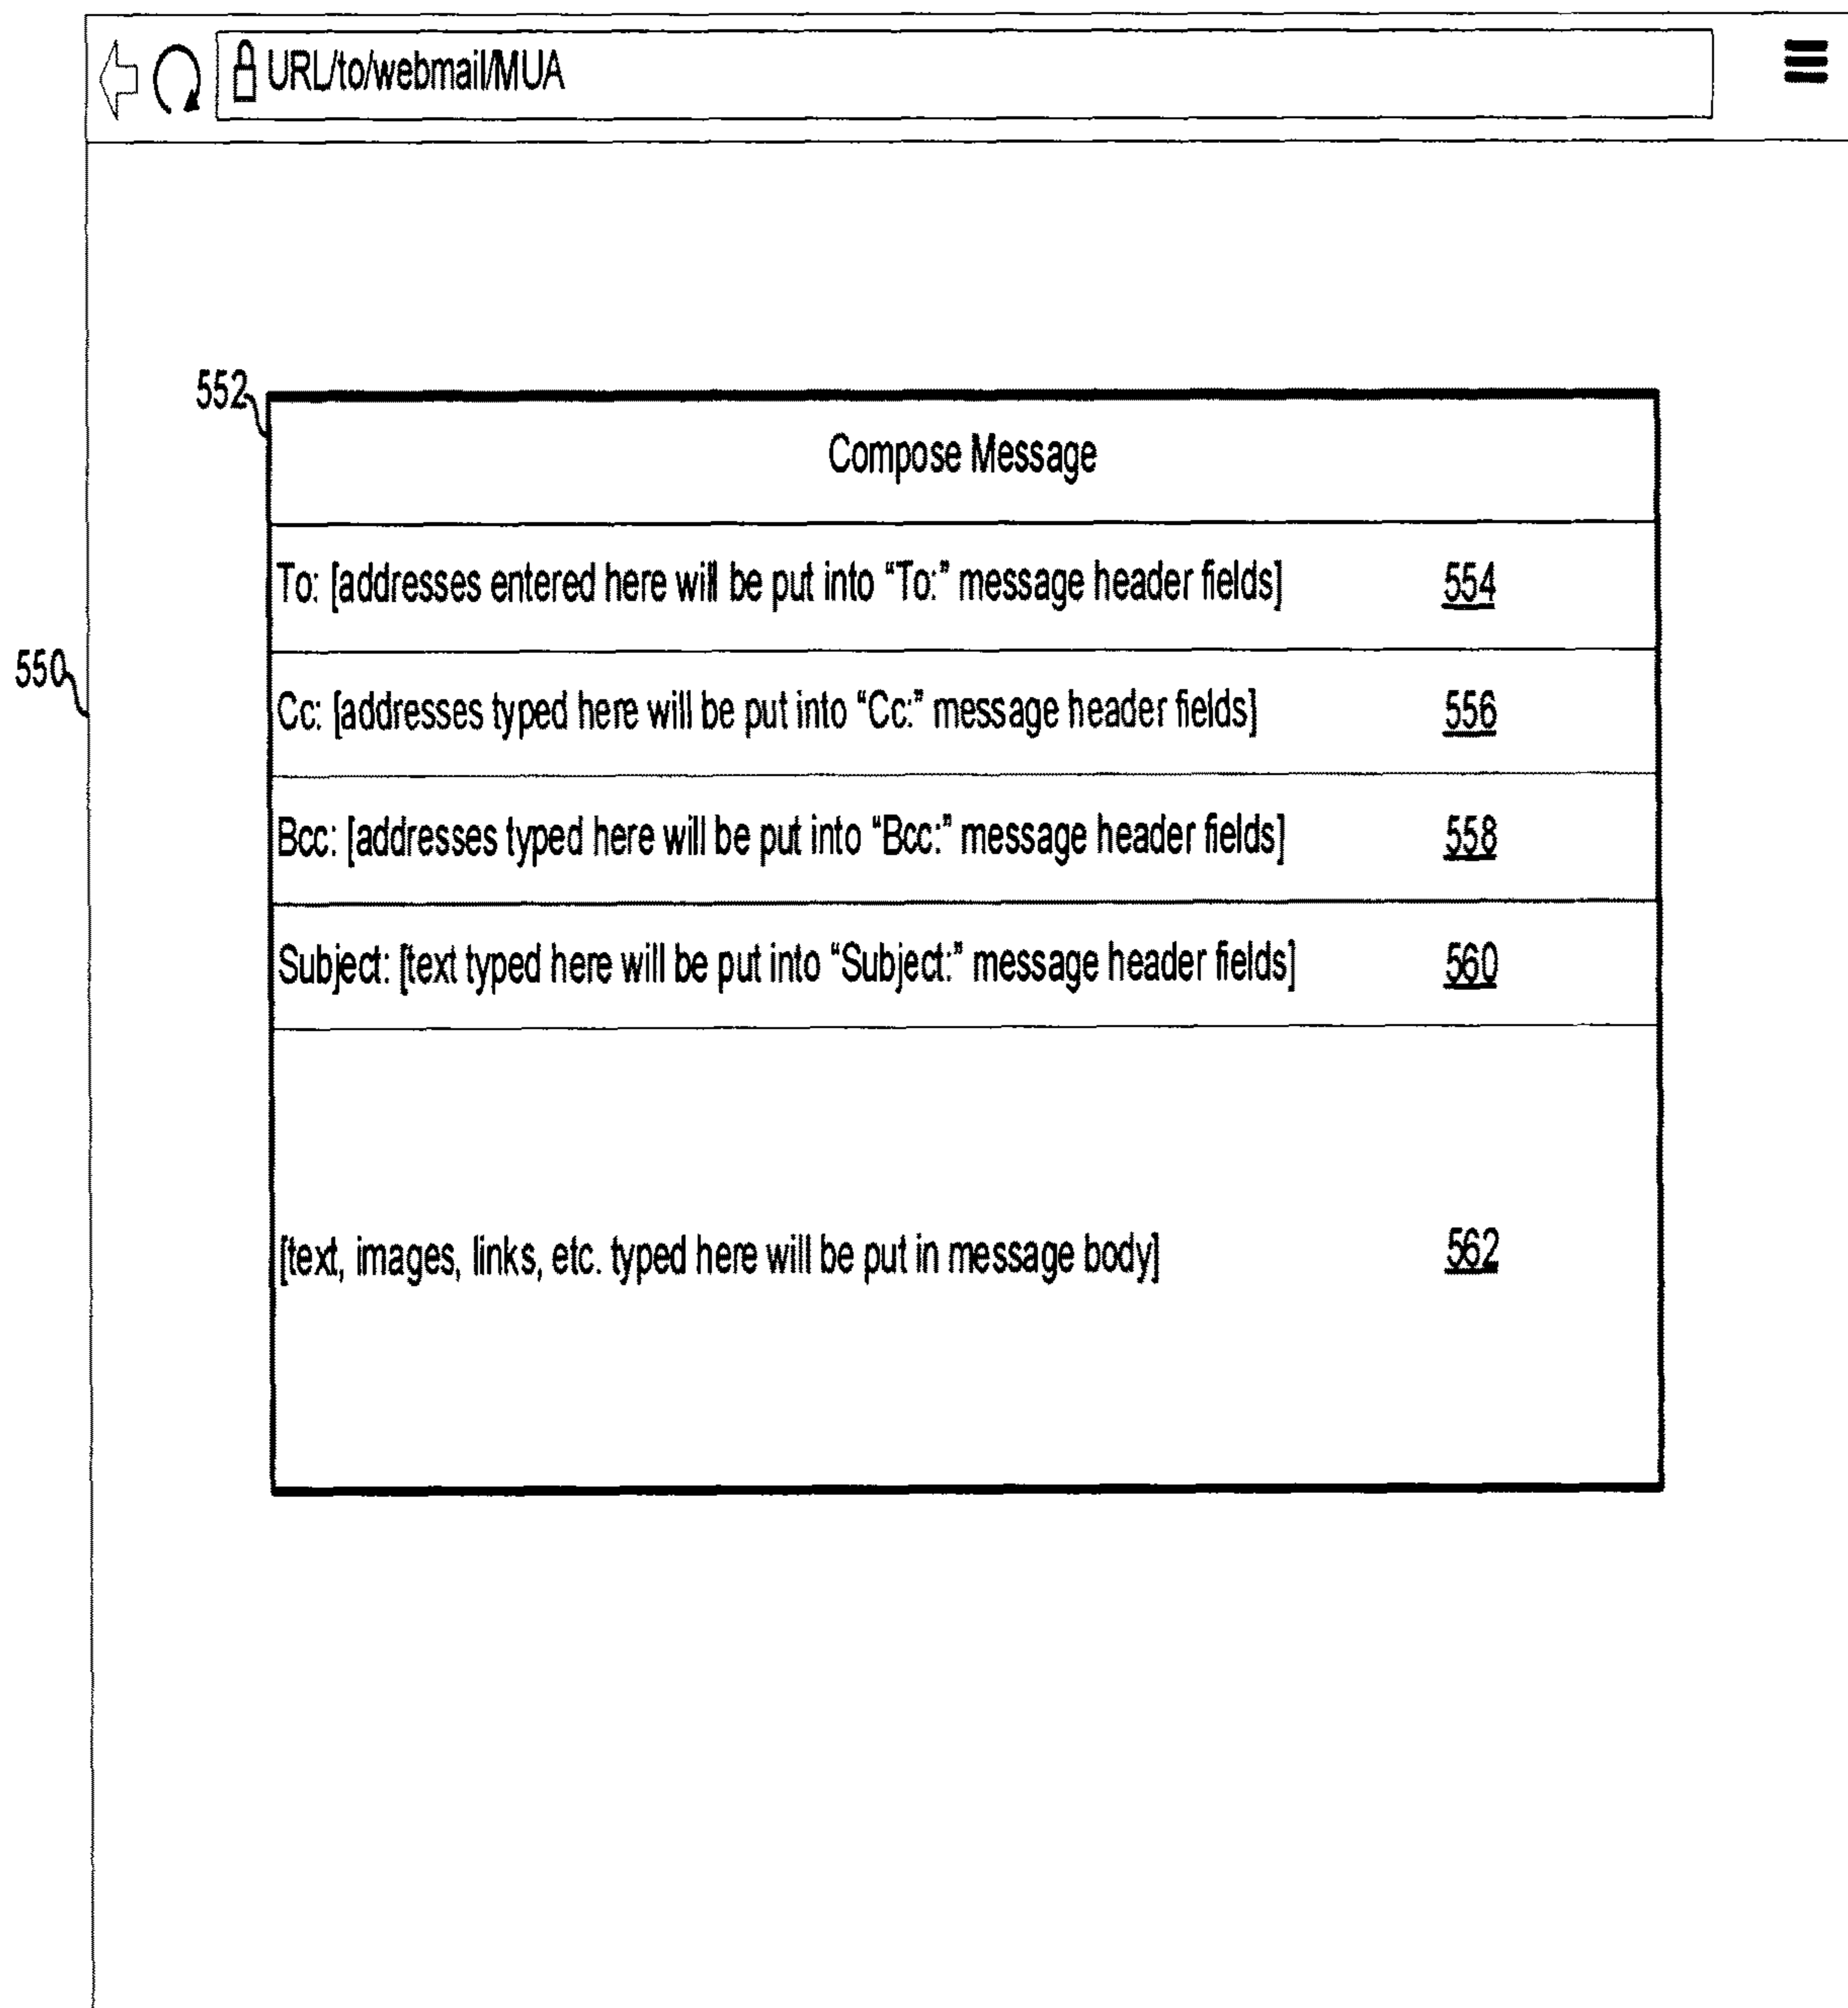 URL/to/webmail/MUA
552
Compose Message
To: [addresses entered here will be put into “To:” message header fields] 554
550
Cc: [addresses typed here will be put into “Cc:” message header fields] 556
Bcc: [addresses typed here will be put into “Bcc:” message header fields] 558
Subject: [text typed here will be put into “Subject:” message header fields] 560
[text, images, links, etc. typed here will be put in message body] 562